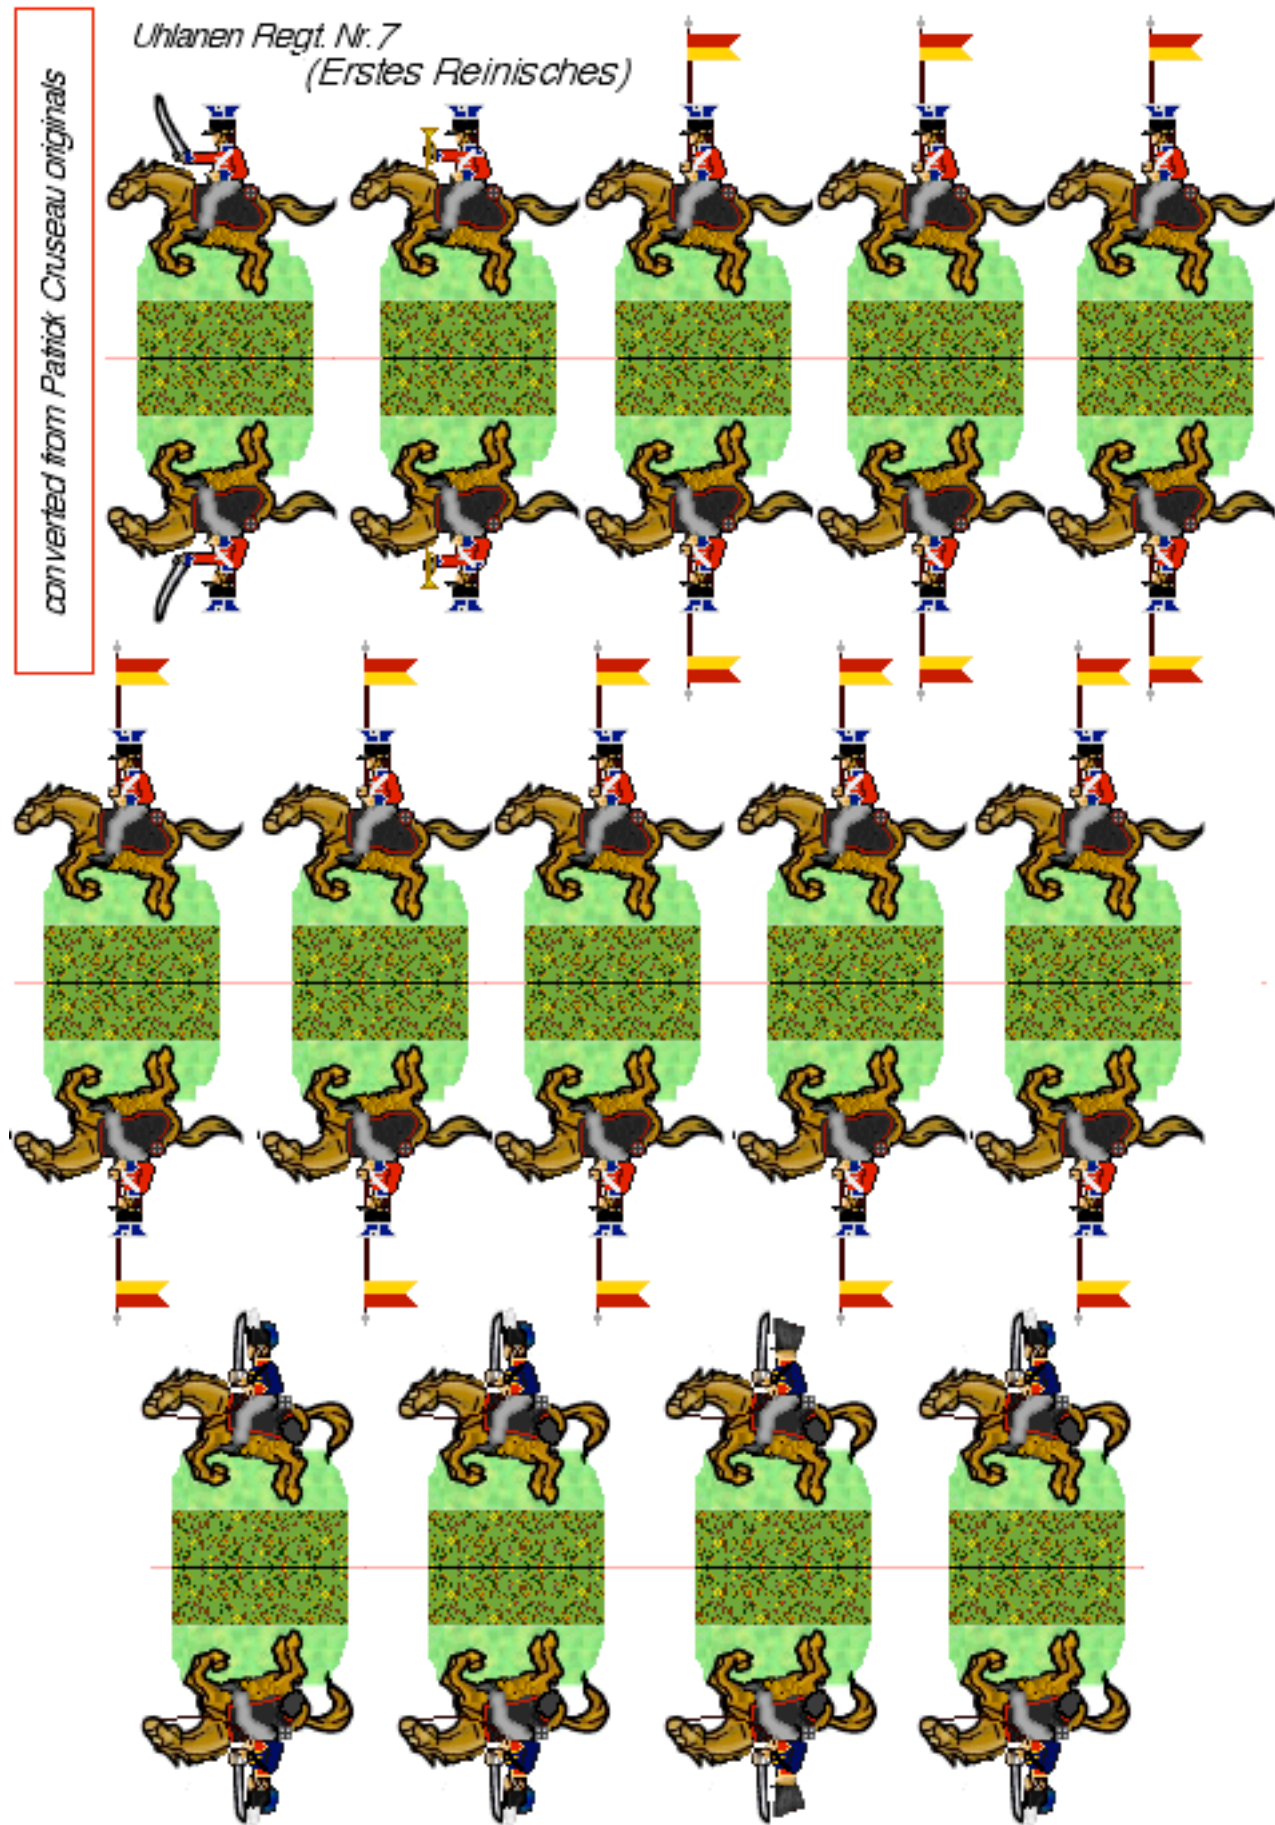 Uhlanen Regt. Nr.7
(Erstes Reinisches)
converted from Patrick Cruseau originals